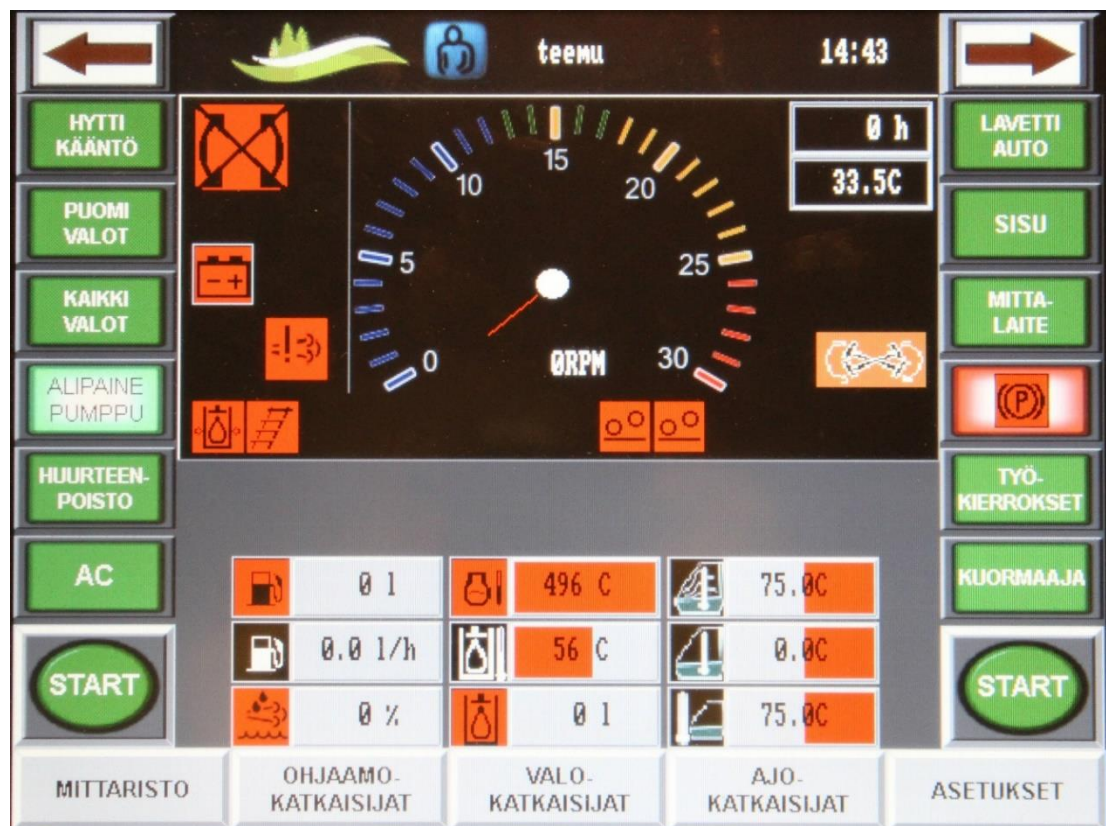 teemu
14:43
HYTTI
KÄÄNTÖ
PUOMI
VALOT
KAIKKI
VALOT
ALIPAINE
PUMPPU
HUURTEEN-
POISTO
AC
START
0
5
10
15
20
25
30
0RPM
0 h
33.5C
LAVETTI
AUTO
SISU
MITTA-
LAITE
P
TYÖ-
KIERROKSET
KUORMAAJA
START
0 l
496 C
75.0C
0.0 l/h
56 C
0.0C
0 %
0 l
75.0C
MITTARISTO
OHJAAMO-
KATKAISIJAT
VALO-
KATKAISIJAT
AJO-
KATKAISIJAT
ASETUKSET